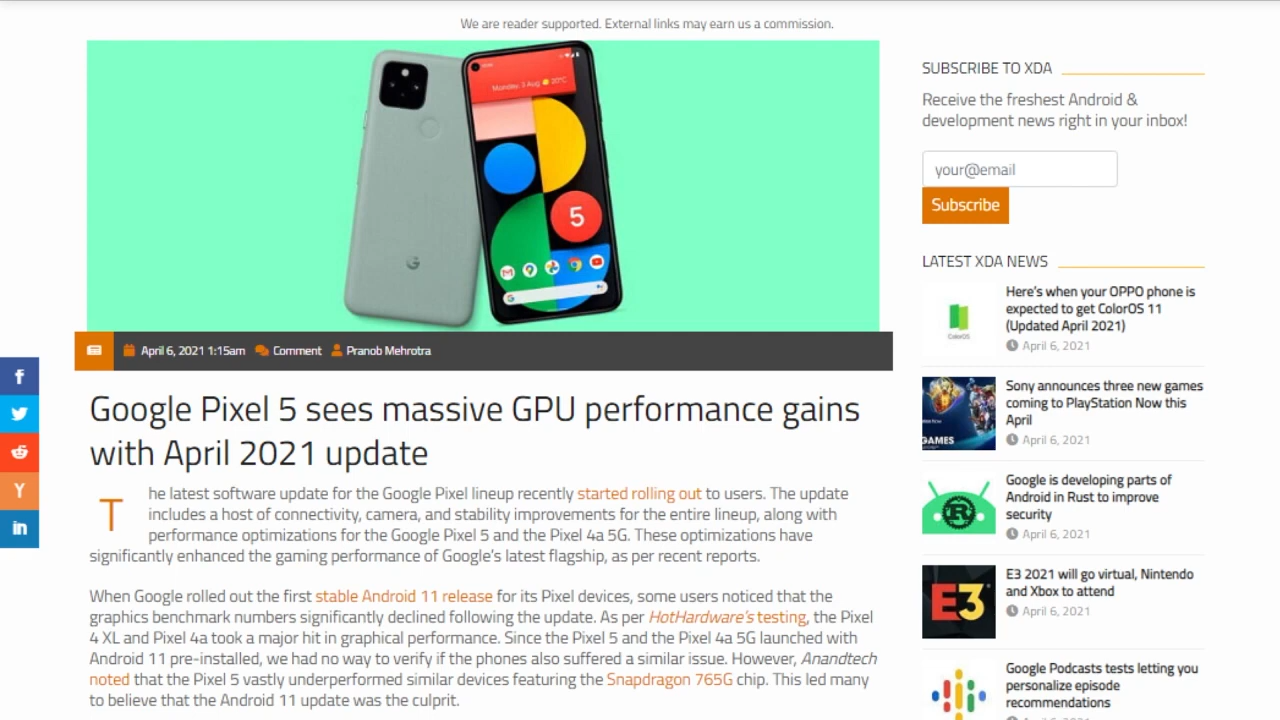 We are reader supported. External links may earn us a commission.
Monday, 3 Aug 20°C
5
April 6, 2021 1:15am Comment Pranob Mehrotra
Google Pixel 5 sees massive GPU performance gains
with April 2021 update
The latest software update for the Google Pixel lineup recently started rolling out to users. The update
includes a host of connectivity, camera, and stability improvements for the entire lineup, along with
performance optimizations for the Google Pixel 5 and the Pixel 4a 5G. These optimizations have
significantly enhanced the gaming performance of Google's latest flagship, as per recent reports.
When Google rolled out the first stable Android 11 release for its Pixel devices, some users noticed that the
graphics benchmark numbers significantly declined following the update. As per HotHardware's testing, the Pixel
4 XL and Pixel 4a took a major hit in graphical performance. Since the Pixel 5 and the Pixel 4a 5G launched with
Android 11 pre-installed, we had no way to verify if the phones also suffered a similar issue. However, Anandtech
noted that the Pixel 5 vastly underperformed similar devices featuring the Snapdragon 765G chip. This led many
to believe that the Android 11 update was the culprit.
SUBSCRIBE TO XDA
Receive the freshest Android &
development news right in your inbox!
your@email
Subscribe
LATEST XDA NEWS
ColorOS
Here's when your OPPO phone is
expected to get ColorOS 11
(Updated April 2021)
April 6, 2021
GAMES
Sony announces three new games
coming to PlayStation Now this
April
April 6, 2021
Google is developing parts of
Android in Rust to improve
security
April 6, 2021
E3
E3 2021 will go virtual, Nintendo
and Xbox to attend
April 6, 2021
Google Podcasts tests letting you
personalize episode
recommendations